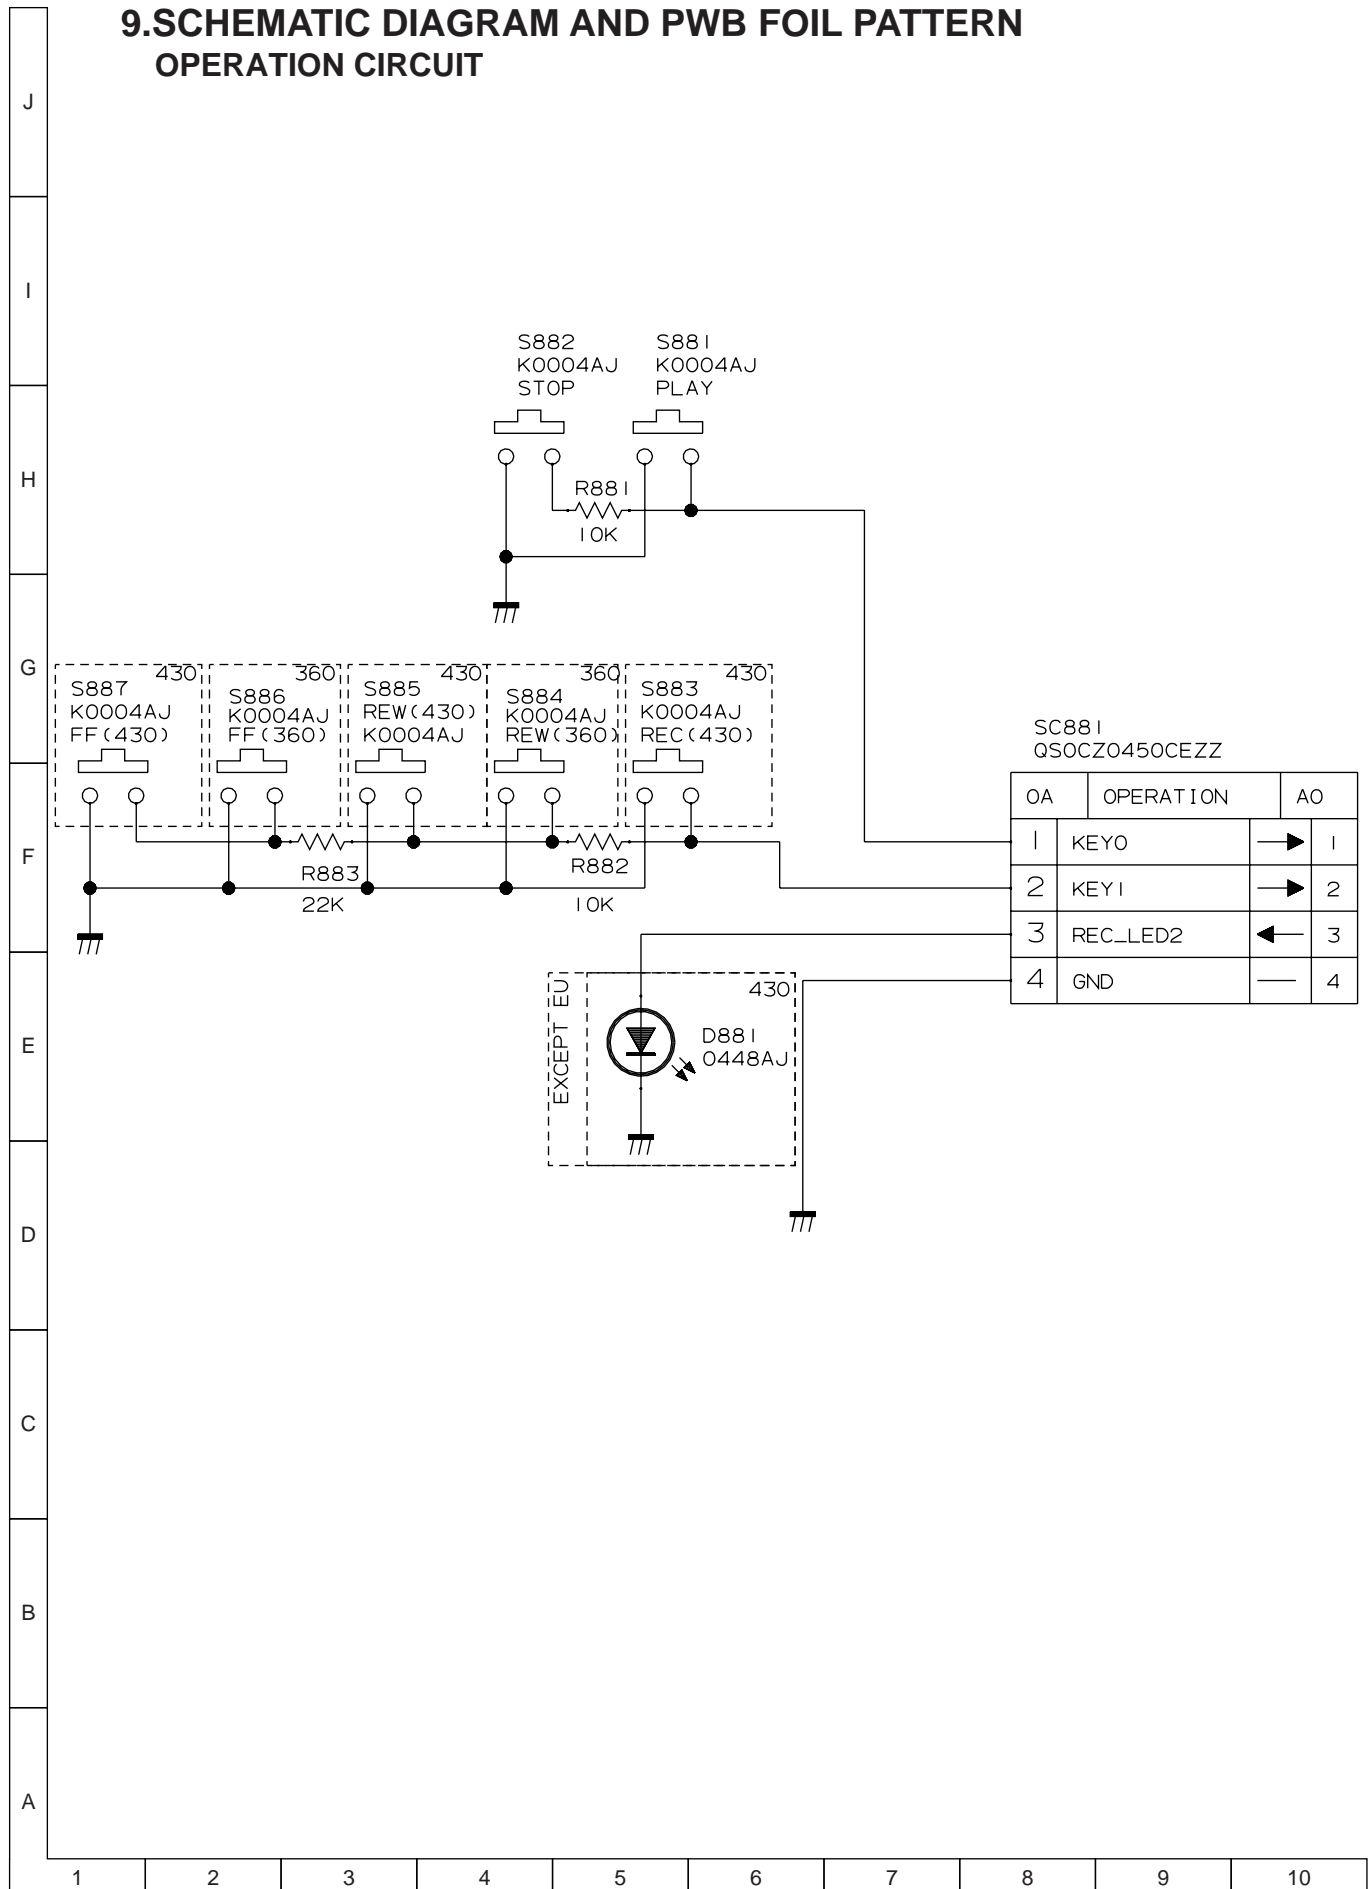 9.SCHEMATIC DIAGRAM AND PWB FOIL PATTERN
OPERATION CIRCUIT
J
I
H
G
F
E
D
C
B
A
S882
K0004AJ
STOP
S881
K0004AJ
PLAY
R881
10K
430
S887
K0004AJ
FF(430)
360
S886
K0004AJ
FF(360)
430
S885
REW(430)
K0004AJ
360
S884
K0004AJ
REW(360)
430
S883
K0004AJ
REC(430)
R883
22K
R882
10K
SC881
QSOCZ0450CEZZ
OA OPERATION AO
1 KEY0 1
2 KEY1 2
3 REC_LED2 3
4 GND 4
EXCEPT EU
430
D881
0448AJ
1 2 3 4 5 6 7 8 9 10